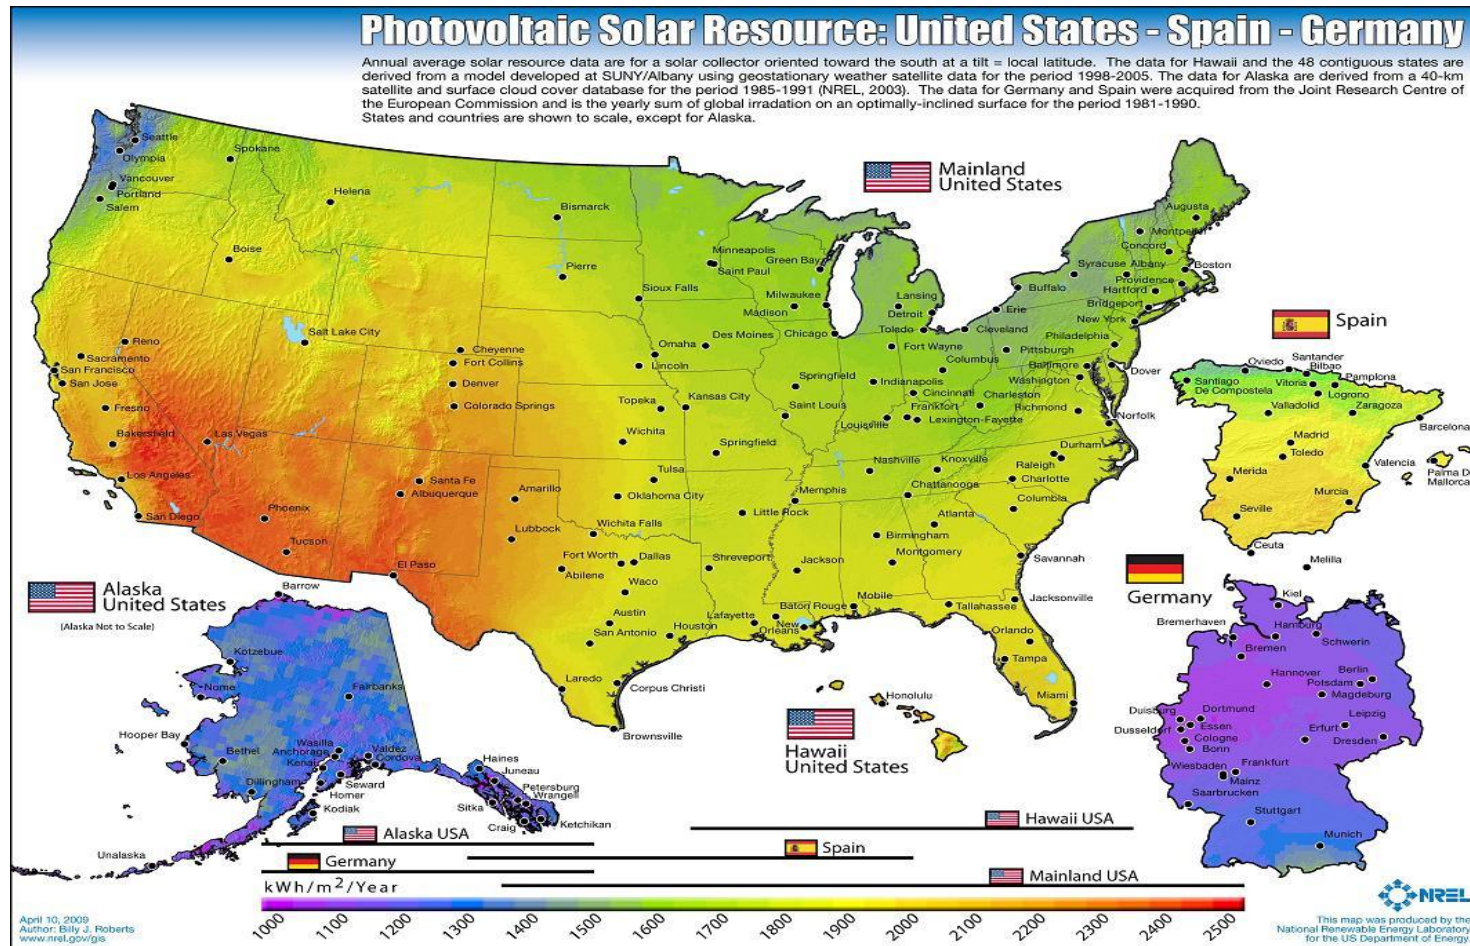 Photovoltaic Solar Resource: United States - Spain - Germany
Annual average solar resource data are for a solar collector oriented toward the south at a tilt = local latitude. The data for Hawaii and the 48 contiguous states are
derived from a model developed at SUNY/Albany using geostationary weather satellite data for the period 1998-2005. The data for Alaska are derived from a 40-km
satellite and surface cloud cover database for the period 1985-1991 (NREL, 2003). The data for Germany and Spain were acquired from the Joint Research Centre of
the European Commission and is the yearly sum of global irradation on an optimally-inclined surface for the period 1981-1990.
States and countries are shown to scale, except for Alaska.
Mainland
United States
Seattle
Olympia
Vancouver
Portland
Salem
Spokane
Helena
Boise
Bismarck
Pierre
Minneapolis
Saint Paul
Green Bay
Sioux Falls
Milwaukee
Madison
Lansing
Detroit
Augusta
Montpelier
Concord
Syracuse Albany
Boston
Buffalo
Providence
Hartford
Bridgeport
Erie
New York
Reno
Sacramento
San Francisco
San Jose
Fresno
Bakersfield
Las Vegas
Los Angeles
San Diego
Salt Lake City
Cheyenne
Fort Collins
Denver
Colorado Springs
Omaha
Lincoln
Des Moines
Chicago
Toledo
Cleveland
Fort Wayne
Columbus
Pittsburgh
Philadelphia
Baltimore
Washington
Dover
Springfield
Indianapolis
Cincinnati
Charleston
Richmond
Norfolk
Topeka
Kansas City
Saint Louis
Frankfort
Louisville
Lexington-Fayette
Wichita
Springfield
Durham
Raleigh
Nashville
Knoxville
Charlotte
Chattanooga
Columbia
Tulsa
Oklahoma City
Memphis
Little Rock
Atlanta
Birmingham
Santa Fe
Albuquerque
Amarillo
Phoenix
Tucson
El Paso
Lubbock
Wichita Falls
Fort Worth
Dallas
Abilene
Waco
Shreveport
Jackson
Montgomery
Savannah
Austin
San Antonio
Houston
Lafayette
Baton Rouge
New
Orleans
Mobile
Tallahassee
Jacksonville
Orlando
Tampa
Miami
Laredo
Corpus Christi
Brownsville
Spain
Oviedo
Santander
Bilbao
Santiago
De Compostela
Vitoria
Pamplona
Logrono
Valladolid
Zaragoza
Barcelona
Madrid
Toledo
Merida
Valencia
Palma De
Mallorca
Murcia
Seville
Ceuta
Melilla
Alaska
United States
(Alaska Not to Scale)
Barrow
Kotzebue
Nome
Fairbanks
Hooper Bay
Bethel
Wasilla
Anchorage
Kenai
Valdez
Cordova
Dillingham
Seward
Homer
Kodiak
Haines
Juneau
Petersburg
Wrangell
Sitka
Craig
Ketchikan
Unalaska
Honolulu
Hawaii
United States
Germany
Kiel
Bremerhaven
Hamburg
Schwerin
Bremen
Hannover
Berlin
Potsdam
Magdeburg
Duisburg
Dortmund
Essen
Dusseldorf
Cologne
Bonn
Leipzig
Erfurt
Dresden
Wiesbaden
Frankfurt
Mainz
Saarbrucken
Stuttgart
Munich
Alaska USA
Hawaii USA
Germany
Spain
Mainland USA
kWh/m2/Year
1000 1100 1200 1300 1400 1500 1600 1700 1800 1900 2000 2100 2200 2300 2400 2500
April 10, 2009
Author: Billy J. Roberts
www.nrel.gov/gis
NREL
This map was produced by the
National Renewable Energy Laboratory
for the US Department of Energy.